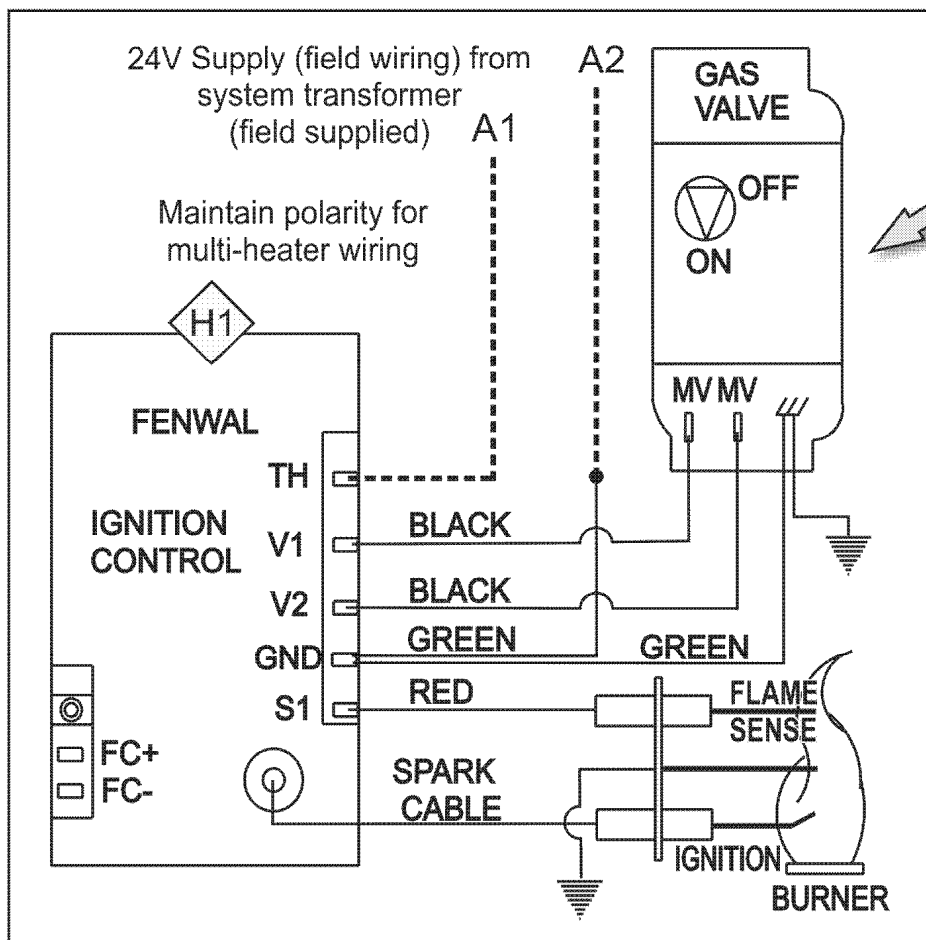 24V Supply (field wiring) from
system transformer
(field supplied)
A1
A2
Maintain polarity for
multi-heater wiring
GAS
VALVE
OFF
ON
MV MV
H1
FENWAL
IGNITION
CONTROL
TH
V1
V2
GND
S1
FC+
FC-
BLACK
BLACK
GREEN
GREEN
RED
SPARK
CABLE
FLAME
SENSE
IGNITION
BURNER